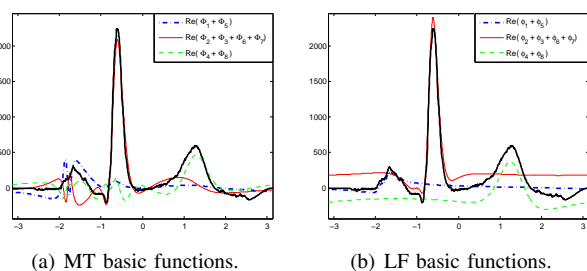 Re(Φ1 + Φ5)
Re(Φ2 + Φ3 + Φ6 + Φ7)
Re(Φ4 + Φ8)
2000
1500
1000
500
0
−3 −2 −1 0 1 2 3
Re(ϕ1 + ϕ5)
Re(ϕ2 + ϕ3 + ϕ6 + ϕ7)
Re(ϕ4 + ϕ8)
2000
1500
1000
500
0
−3 −2 −1 0 1 2 3
(a) MT basic functions.
(b) LF basic functions.